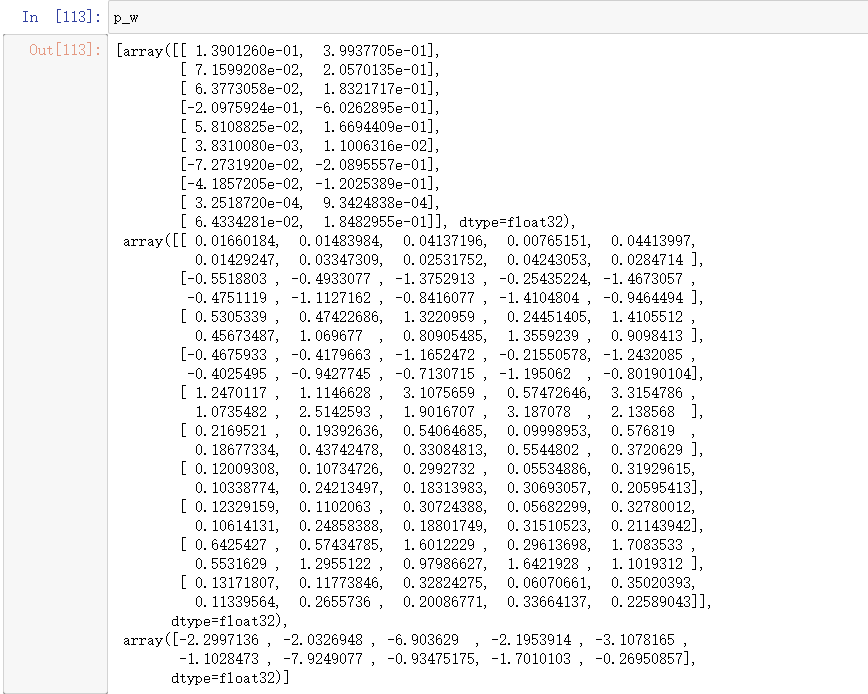 In [113]: p_w
Out[113]: [array([[ 1.3901260e-01,  3.9937705e-01],
[ 7.1599208e-02,  2.0570135e-01],
[ 6.3773058e-02,  1.8321717e-01],
[-2.0975924e-01, -6.0262895e-01],
[ 5.8108825e-02,  1.6694409e-01],
[ 3.8310080e-03,  1.1006316e-02],
[-7.2731920e-02, -2.0895557e-01],
[-4.1857205e-02, -1.2025389e-01],
[ 3.2518720e-04,  9.3424838e-04],
[ 6.4334281e-02,  1.8482955e-01]], dtype=float32),
array([[ 0.01660184,  0.01483984,  0.04137196,  0.00765151,  0.04413997,
0.01429247,  0.03347309,  0.02531752,  0.04243053,  0.0284714 ],
[-0.5518803 , -0.4933077 , -1.3752913 , -0.25435224, -1.4673057 ,
-0.4751119 , -1.1127162 , -0.8416077 , -1.4104804 , -0.9464494 ],
[ 0.5305339 ,  0.47422686,  1.3220959 ,  0.24451405,  1.4105512 ,
0.45673487,  1.069677  ,  0.80905485,  1.3559239 ,  0.9098413 ],
[-0.4675933 , -0.4179663 , -1.1652472 , -0.21550578, -1.2432085 ,
-0.4025495 , -0.9427745 , -0.7130715 , -1.195062  , -0.80190104],
[ 1.2470117 ,  1.1146628 ,  3.1075659 ,  0.57472646,  3.3154786 ,
1.0735482 ,  2.5142593 ,  1.9016707 ,  3.187078  ,  2.138568  ],
[ 0.2169521 ,  0.19392636,  0.54064685,  0.09998953,  0.576819  ,
0.18677334,  0.43742478,  0.33084813,  0.5544802 ,  0.3720629 ],
[ 0.12009308,  0.10734726,  0.2992732 ,  0.05534886,  0.31929615,
0.10338774,  0.24213497,  0.18313983,  0.30693057,  0.20595413],
[ 0.12329159,  0.1102063 ,  0.30724388,  0.05682299,  0.32780012,
0.10614131,  0.24858388,  0.18801749,  0.31510523,  0.21143942],
[ 0.6425427 ,  0.57434785,  1.6012229 ,  0.29613698,  1.7083533 ,
0.5531629 ,  1.2955122 ,  0.97986627,  1.6421928 ,  1.1019312 ],
[ 0.13171807,  0.11773846,  0.32824275,  0.06070661,  0.35020393,
0.11339564,  0.2655736 ,  0.20086771,  0.33664137,  0.22589043]],
dtype=float32),
array([-2.2997136 , -2.0326948 , -6.903629  , -2.1953914 , -3.1078165 ,
-1.1028473 , -7.9249077 , -0.93475175, -1.7010103 , -0.26950857],
dtype=float32)]